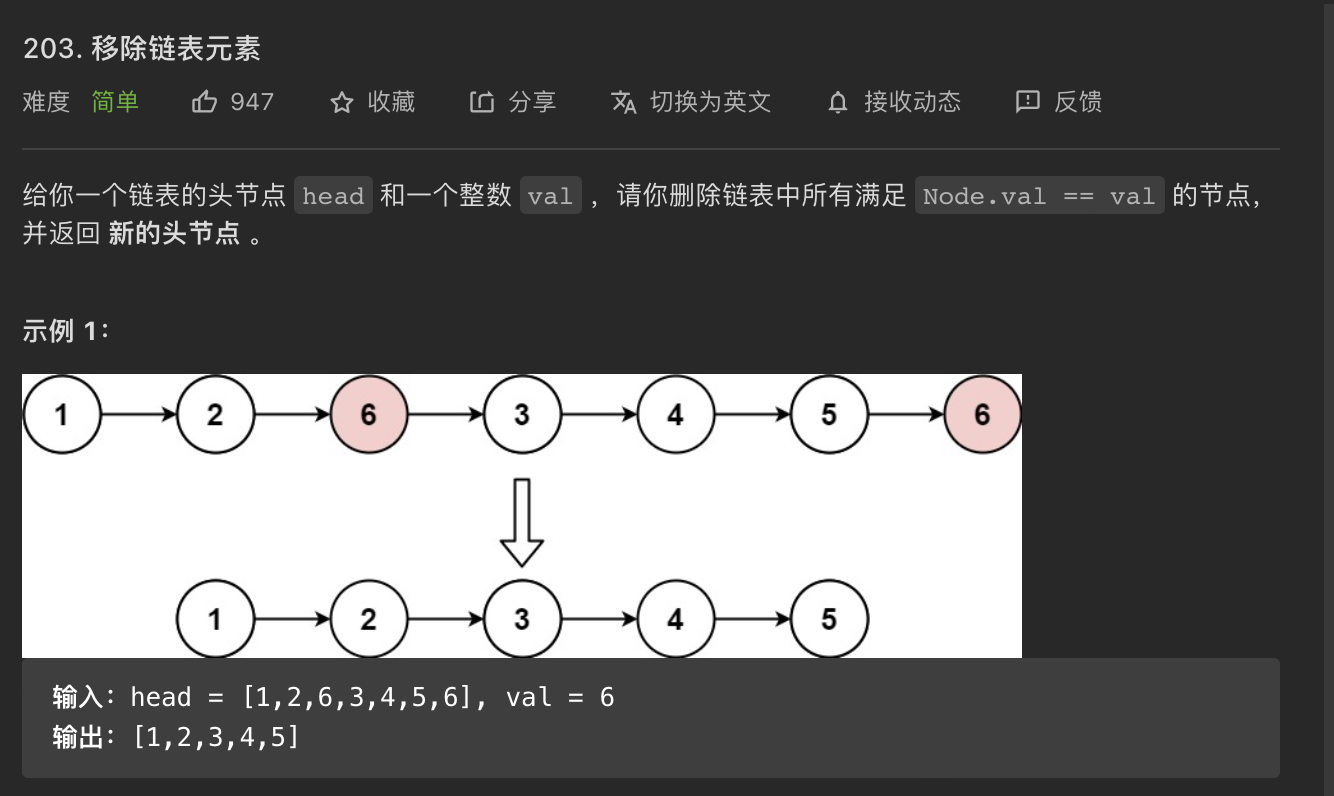 203. 移除链表元素
难度 简单 947 收藏 分享 切换为英文 接收动态 反馈
给你一个链表的头节点 head 和一个整数 val ，请你删除链表中所有满足 Node.val == val 的节点，
并返回 新的头节点 。
示例 1：
1 2 6 3 4 5 6
1 2 3 4 5
输入：head = [1,2,6,3,4,5,6], val = 6
输出：[1,2,3,4,5]